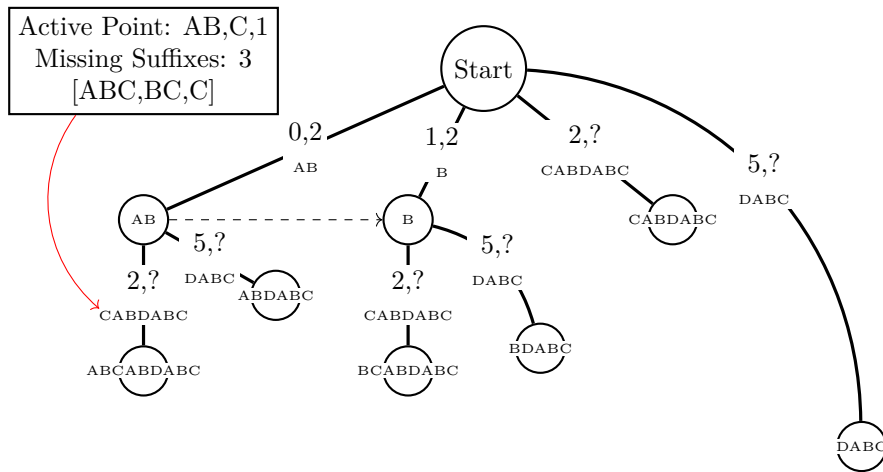 Active Point: AB,C,1
Missing Suffixes: 3
[ABC,BC,C]
Start
0,2
AB
1,2
B
2,?
CABDABC
5,?
DABC
AB
B
CABDABC
5,?
DABC
5,?
DABC
2,?
CABDABC
2,?
CABDABC
ABDABC
BDABC
ABCABDABC
BCABDABC
DABC